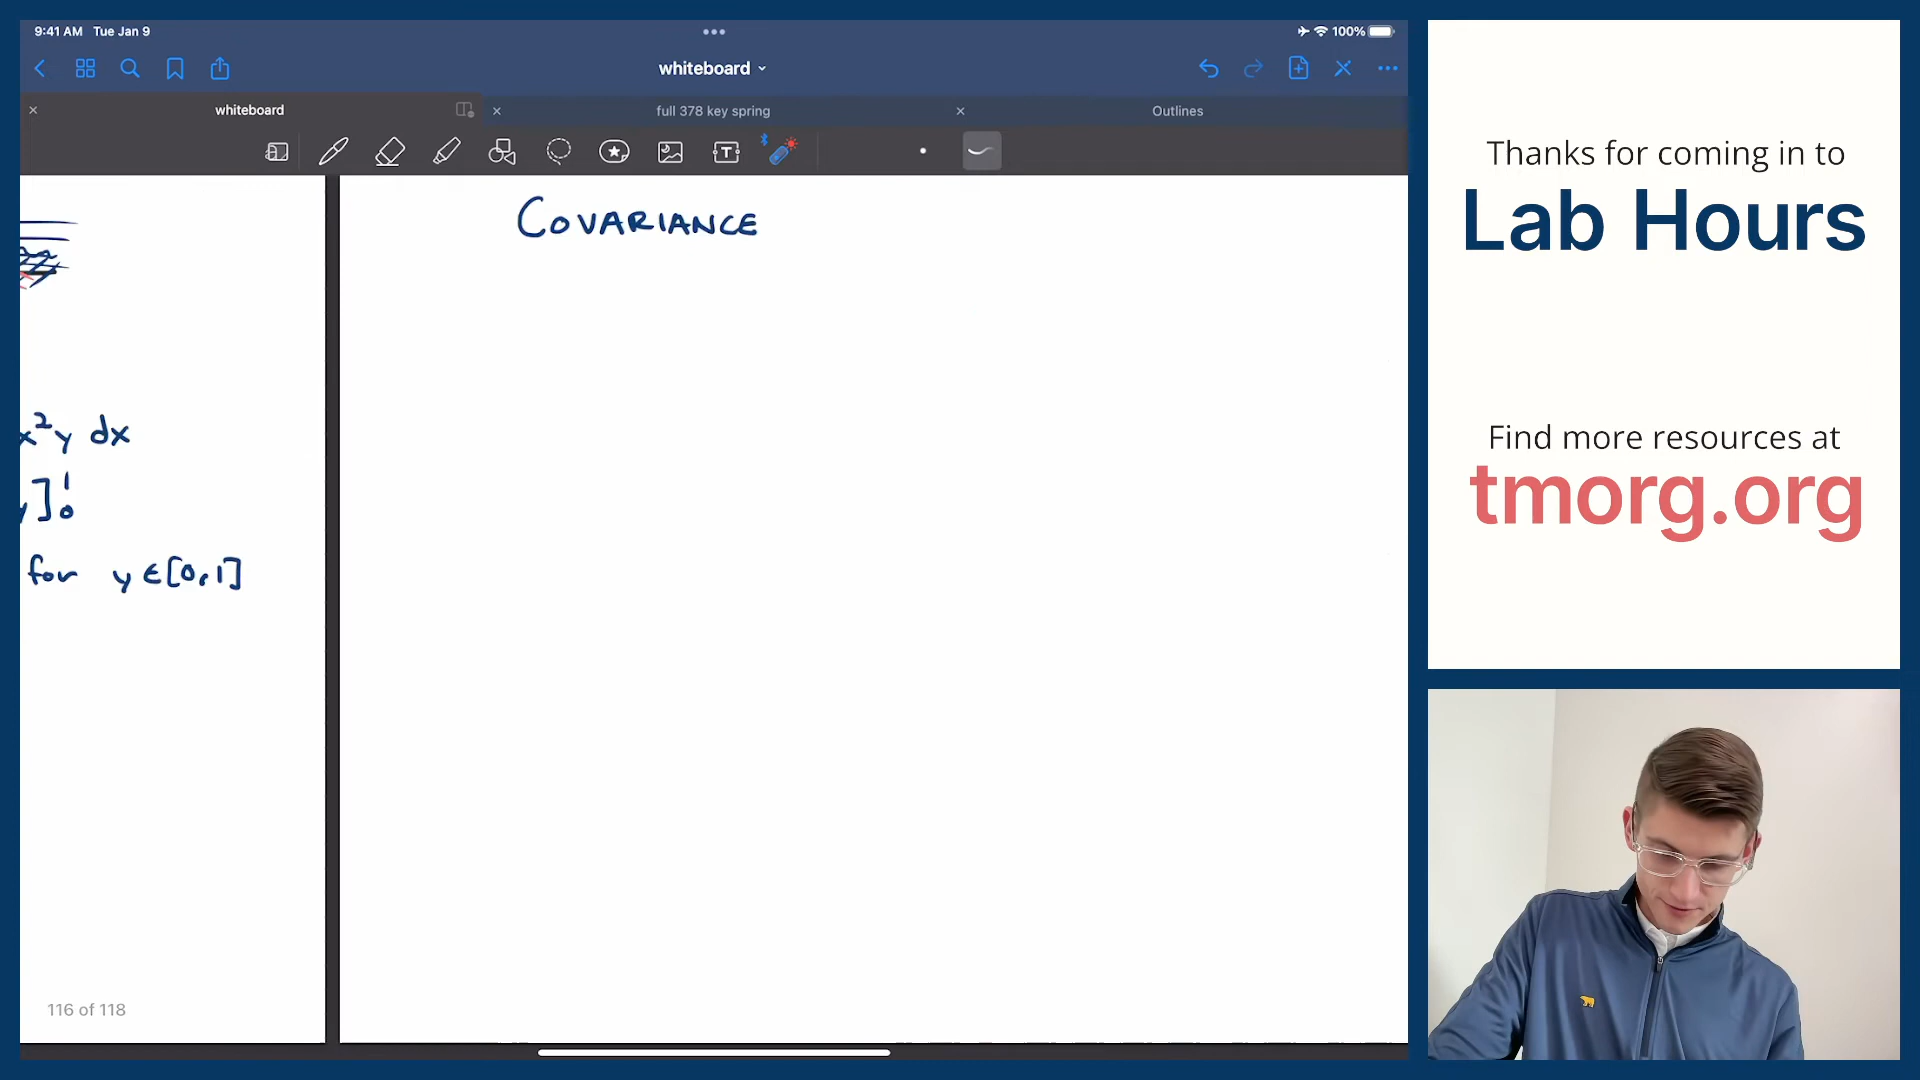 9:41 AM Tue Jan 9
100%
whiteboard
whiteboard
full 378 key spring
Outlines
T
COVARIANCE
x²y dx
y]₀¹
for y ∈ [0,1]
116 of 118
Thanks for coming in to
Lab Hours
Find more resources at
tmorg.org